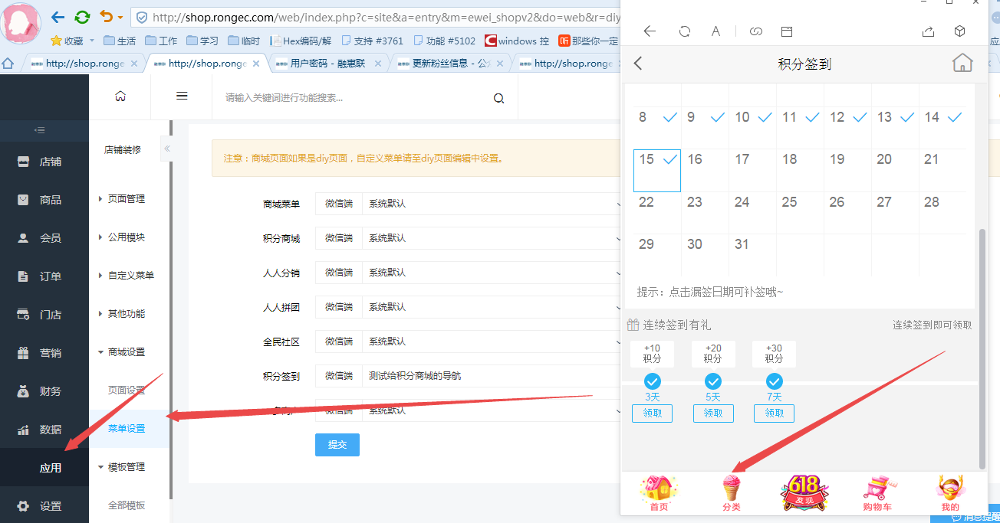 http://shop.rongec.com/web/index.php?c=site&a=entry&m=ewei_shopv2&do=web&r=diy
收藏 生活 工作 学习 临时 Hex编码/解 支持 #3761 功能 #5102 windows 控 那些你一定 应
http://shop.ronge http://shop.ronge 用户密码 - 融惠联 更新粉丝信息 - 公 http://shop.ronge
请输入关键词进行功能搜索...
店铺
商品
会员
订单
门店
营销
财务
数据
应用
设置
店铺装修
页面管理
公用模块
自定义菜单
其他功能
商城设置
页面设置
菜单设置
模板管理
全部模板
注意：商城页面如果是diy页面，自定义菜单请至diy页面编辑中设置。
商城菜单 微信端 系统默认
积分商城 微信端 系统默认
人人分销 微信端 系统默认
人人拼团 微信端 系统默认
全民社区 微信端 系统默认
积分签到 微信端 测试给积分商城的导航
微信端 系统默认
提交
积分签到
8 9 10 11 12 13 14
15 16 17 18 19 20 21
22 23 24 25 26 27 28
29 30 31
提示：点击漏签日期可补签哦~
连续签到有礼 连续签到即可领取
+10 +20 +30
积分 积分 积分
3天 5天 7天
领取 领取 领取
618
发现
首页 分类 购物车 我的
消息提醒